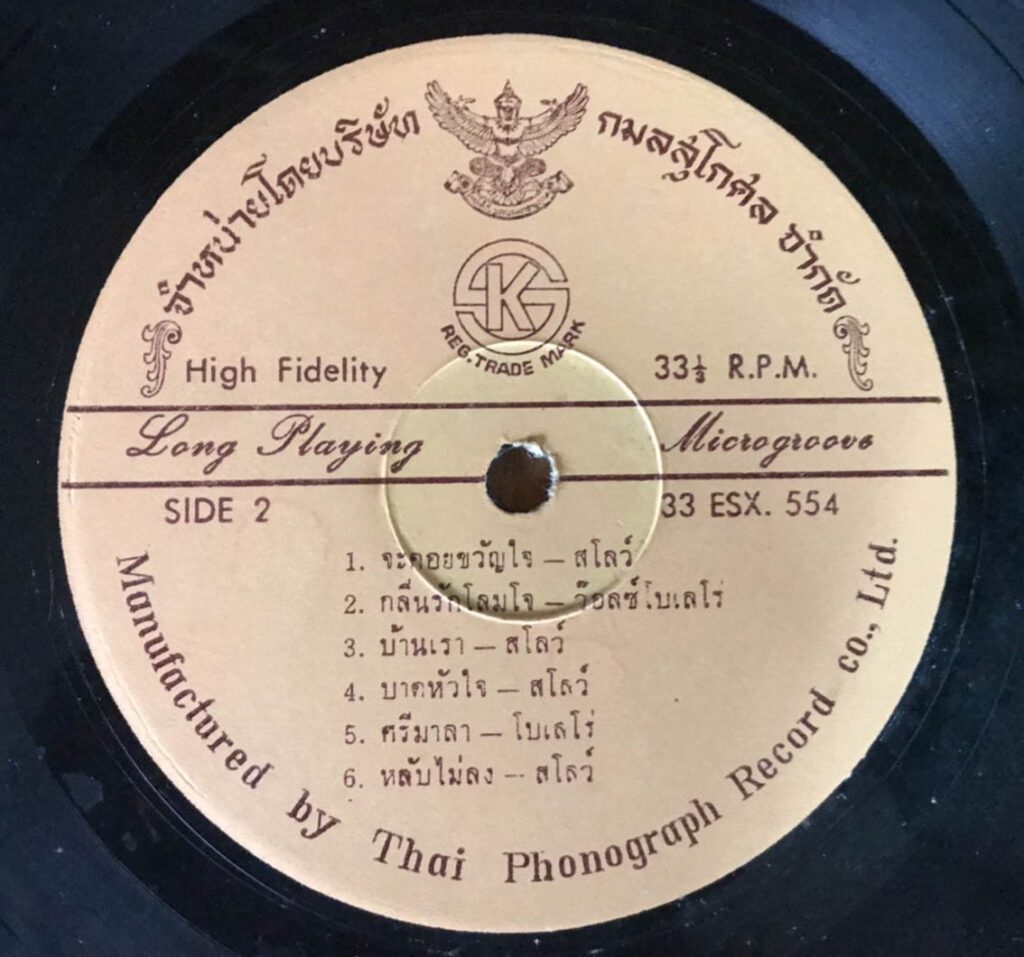 จำหน่ายโดยบริษัท กมลสุโกศล จำกัด
KS
REG. TRADE MARK
High Fidelity 33⅓ R.P.M.
Long Playing Microgroove
SIDE 2 33 ESX. 554
1. จะคอยขวัญใจ — สโลว์
2. กลิ่นรักโลมใจ — ว๊อลซ์โบเลโร่
3. บ้านเรา — สโลว์
4. บาดหัวใจ — สโลว์
5. ศรีมาลา — โบเลโร่
6. หลับไม่ลง — สโลว์
Manufactured by Thai Phonograph Record co., Ltd.